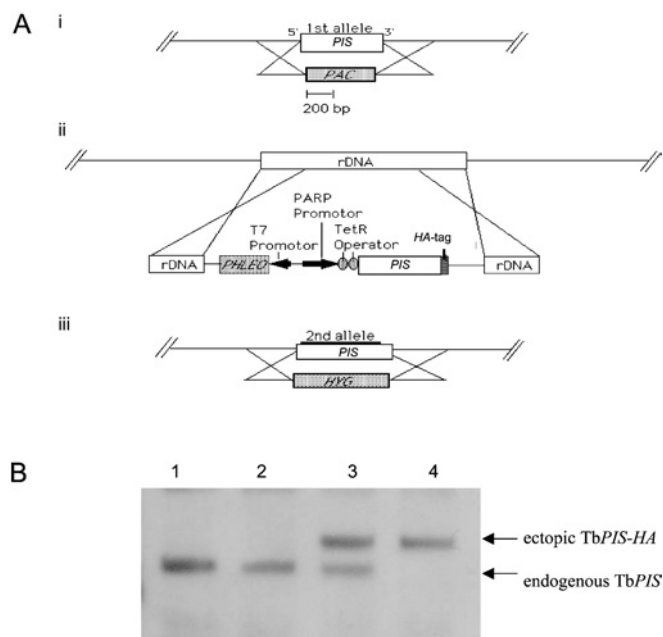 A
i
5' 1st allele 3'
PIS
PAC
200 bp
ii
rDNA
PARP
Promotor
T7
Promotor
TetR
Operator
HA-tag
rDNA
PHLEO
PIS
rDNA
iii
2nd allele
PIS
HYG
B
1 2 3 4
ectopic TbPIS-HA
endogenous TbPIS